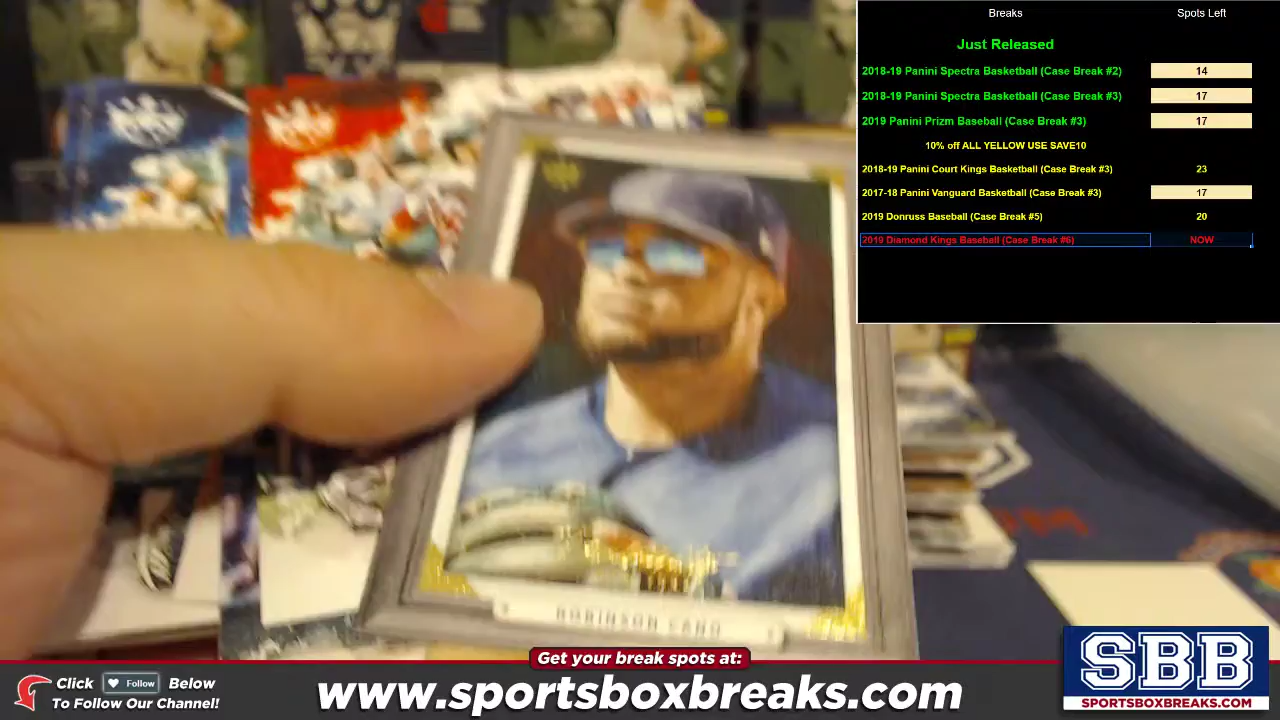 Breaks Spots Left
Just Released
2018-19 Panini Spectra Basketball (Case Break #2) 14
2018-19 Panini Spectra Basketball (Case Break #3) 17
2019 Panini Prizm Baseball (Case Break #3) 17
10% off ALL YELLOW USE SAVE10
2018-19 Panini Court Kings Basketball (Case Break #3) 23
2017-18 Panini Vanguard Basketball (Case Break #3) 17
2019 Donruss Baseball (Case Break #5) 20
2019 Diamond Kings Baseball (Case Break #6) NOW
ROBINSON CANO
Get your break spots at:
Click Follow Below
To Follow Our Channel!
www.sportsboxbreaks.com
SBB
SPORTSBOXBREAKS.COM